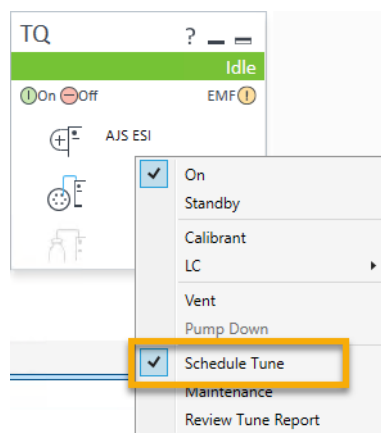 TQ ?
Idle
On Off EMF
AJS ESI
On
Standby
Calibrant
LC
Vent
Pump Down
Schedule Tune
Maintenance
Review Tune Report